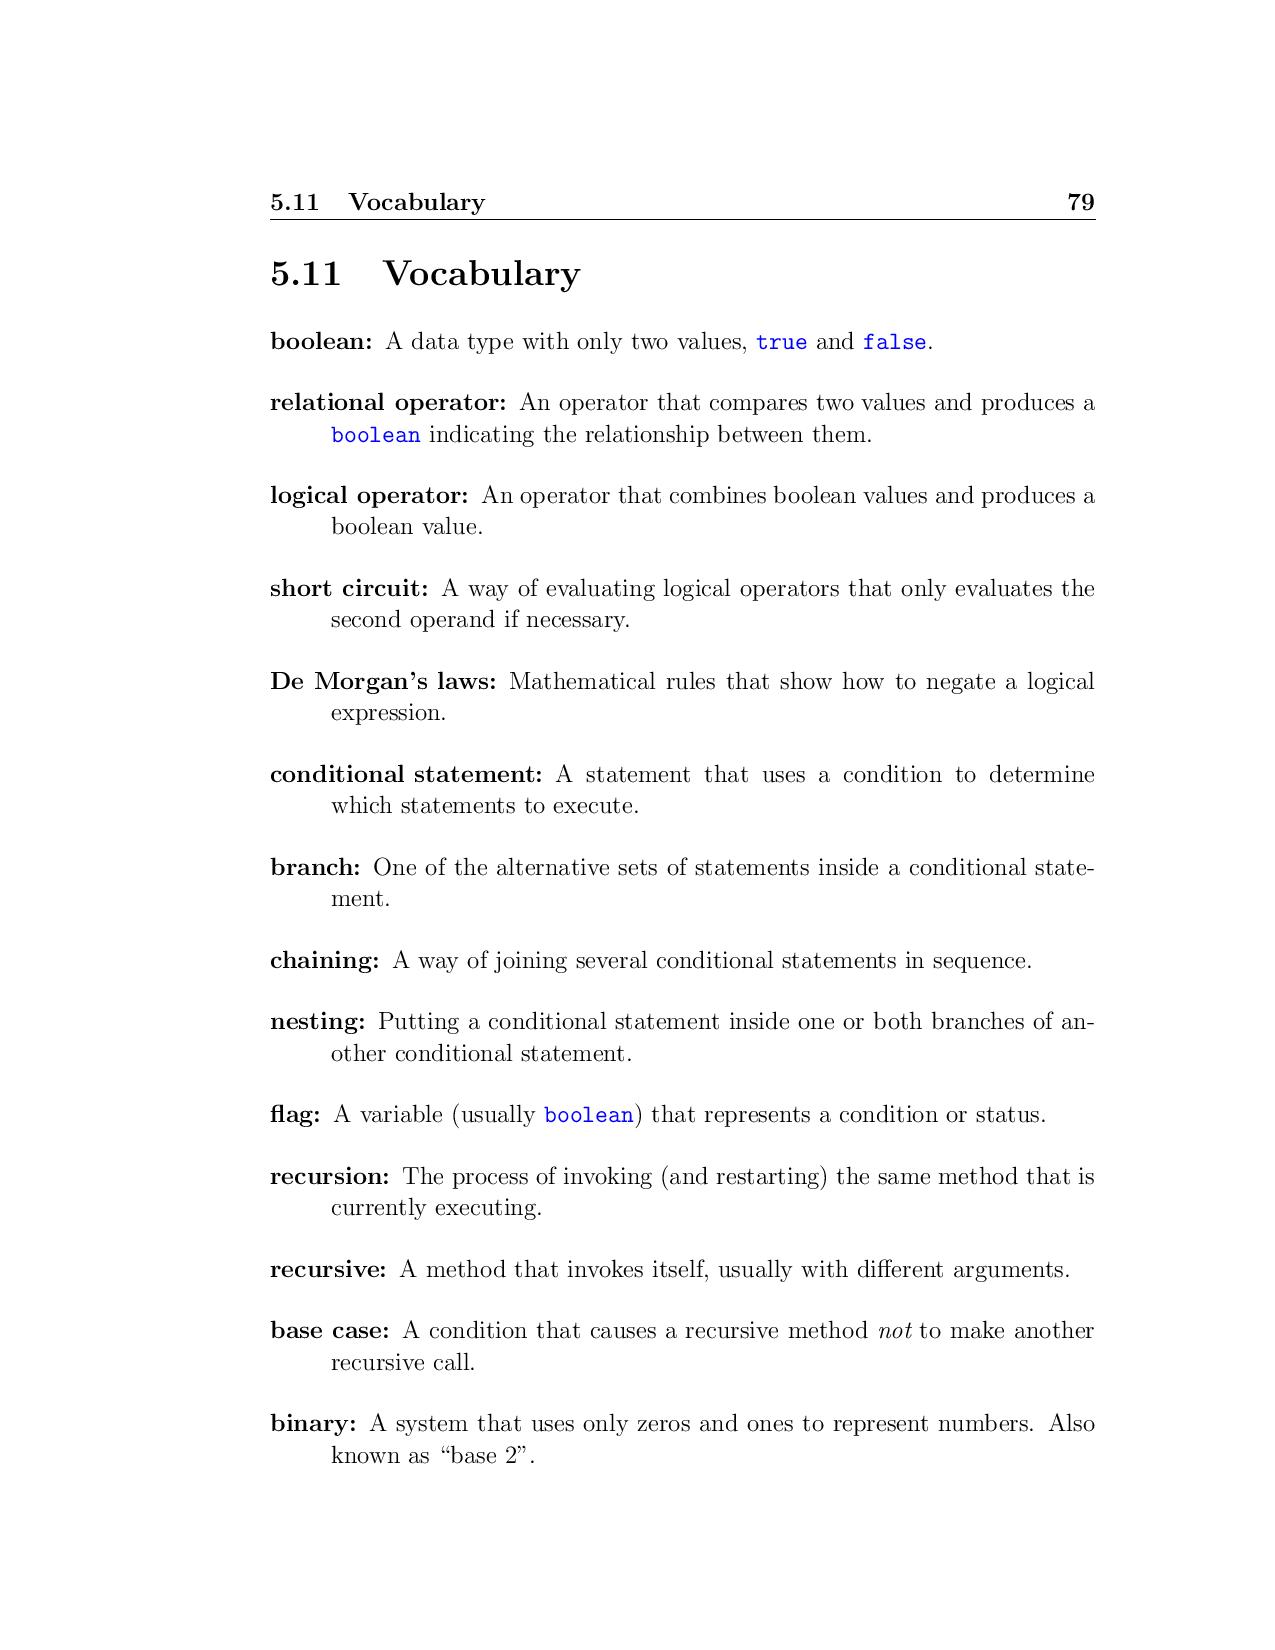 5.11 Vocabulary 79
5.11 Vocabulary
boolean: A data type with only two values, true and false.
relational operator: An operator that compares two values and produces a
boolean indicating the relationship between them.
logical operator: An operator that combines boolean values and produces a
boolean value.
short circuit: A way of evaluating logical operators that only evaluates the
second operand if necessary.
De Morgan’s laws: Mathematical rules that show how to negate a logical
expression.
conditional statement: A statement that uses a condition to determine
which statements to execute.
branch: One of the alternative sets of statements inside a conditional state-
ment.
chaining: A way of joining several conditional statements in sequence.
nesting: Putting a conditional statement inside one or both branches of an-
other conditional statement.
flag: A variable (usually boolean) that represents a condition or status.
recursion: The process of invoking (and restarting) the same method that is
currently executing.
recursive: A method that invokes itself, usually with different arguments.
base case: A condition that causes a recursive method not to make another
recursive call.
binary: A system that uses only zeros and ones to represent numbers. Also
known as “base 2”.